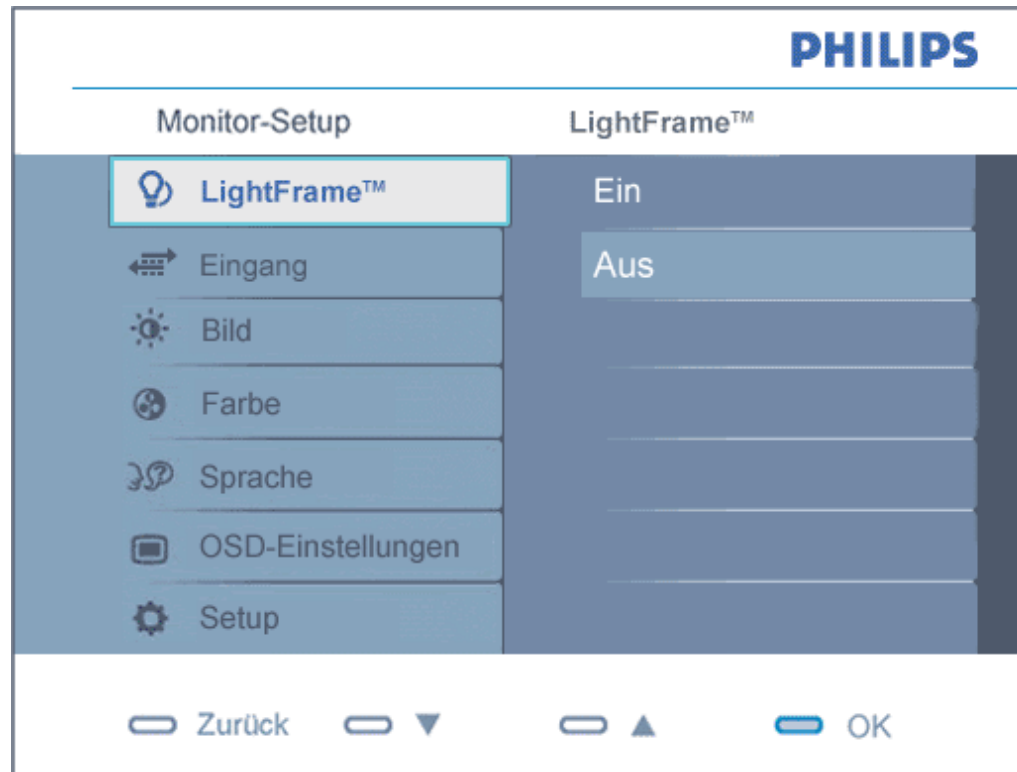 PHILIPS
Monitor-Setup
LightFrame™
LightFrame™
Ein
Eingang
Aus
Bild
Farbe
Sprache
OSD-Einstellungen
Setup
Zurück ▼ ▲ OK